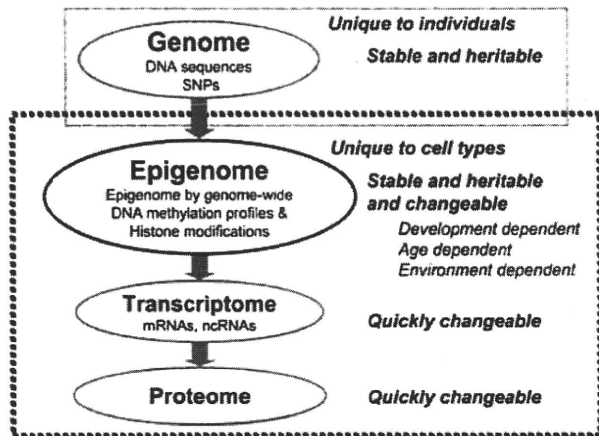 Genome
DNA sequences
SNPs
Unique to individuals
Stable and heritable
Epigenome
Epigenome by genome-wide
DNA methylation profiles &
Histone modifications
Unique to cell types
Stable and heritable
and changeable
Development dependent
Age dependent
Environment dependent
Transcriptome
mRNAs, ncRNAs
Quickly changeable
Proteome
Quickly changeable